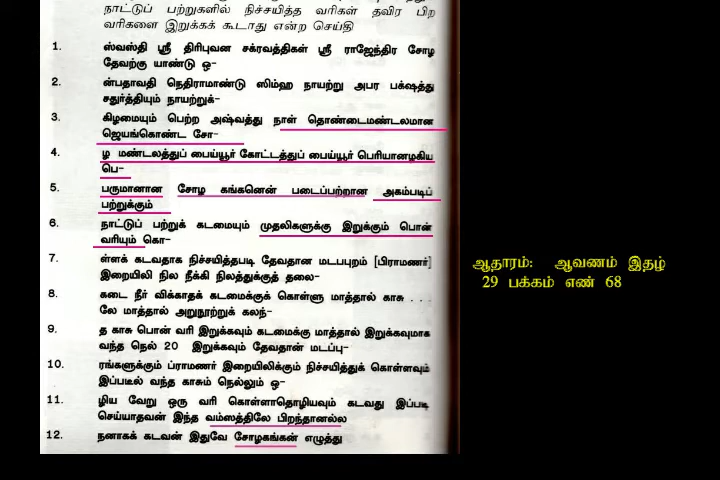 நாட்டுப் பற்றுகளில் நிச்சயித்த வரிகள் தவிர பிற
வரிகளை இறுக்கக் கூடாது என்ற செய்தி
1. ஸ்வஸ்தி ஸ்ரீ திரிபுவன சக்ரவத்திகள் ஸ்ரீ ராஜேந்திர சோழ
தேவற்கு யாண்டு ஒ-
2. ன்பதாவதி நெதிராமாண்டு ஸிம்ஹ நாயற்று அபர பக்ஷத்து
சதுர்த்தியும் நாயற்றுக்-
3. கிழமையும் பெற்ற அஷ்வத்து நாள் தொண்டைமண்டலமான
ஜெயங்கொண்ட சோ-
4. ழ மண்டலத்துப் பைய்யூர் கோட்டத்துப் பைய்யூர் பெரியானழகிய
பெ-
5. பருமானான சோழ கங்கனென் படைப்பற்றான அகம்படிப்
பற்றுக்கும்
6. நாட்டுப் பற்றுக் கடமையும் முதலிகளுக்கு இறுக்கும் பொன்
வரியும் கொ-
7. ள்ளக் கடவதாக நிச்சயித்தபடி தேவதான மடபபுறம் [பிராமணர்]
இறையிலி நில நீக்கி நிலத்துக்குத் தலை-
8. கடை நீர் விக்காதக் கடமைக்குக் கொள்ளு மாத்தால் காசு . . .
லே மாத்தால் அறுநூற்றுக் கலந்-
9. த காசு பொன் வரி இறுக்கவும் கடமைக்கு மாத்தால் இறுக்கவுமாக
வந்த நெல் 20 இறுக்கவும் தேவதான் மடப்பு-
10. ரங்களுக்கும் ப்ராமணர் இறையிலிக்கும் நிச்சயித்துக் கொள்ளவும்
இப்படீல் வந்த காசும் நெல்லும் ஒ-
11. ழிய வேறு ஒரு வரி கொள்ளாதொழியவும் கடவது இப்படி
செய்யாதவன் இந்த வம்ஸத்திலே பிறந்தானல்ல
12. நனாகக் கடவன் இதுவே சோழகங்கன் எழுத்து
ஆதாரம்: ஆவணம் இதழ்
29 பக்கம் எண் 68